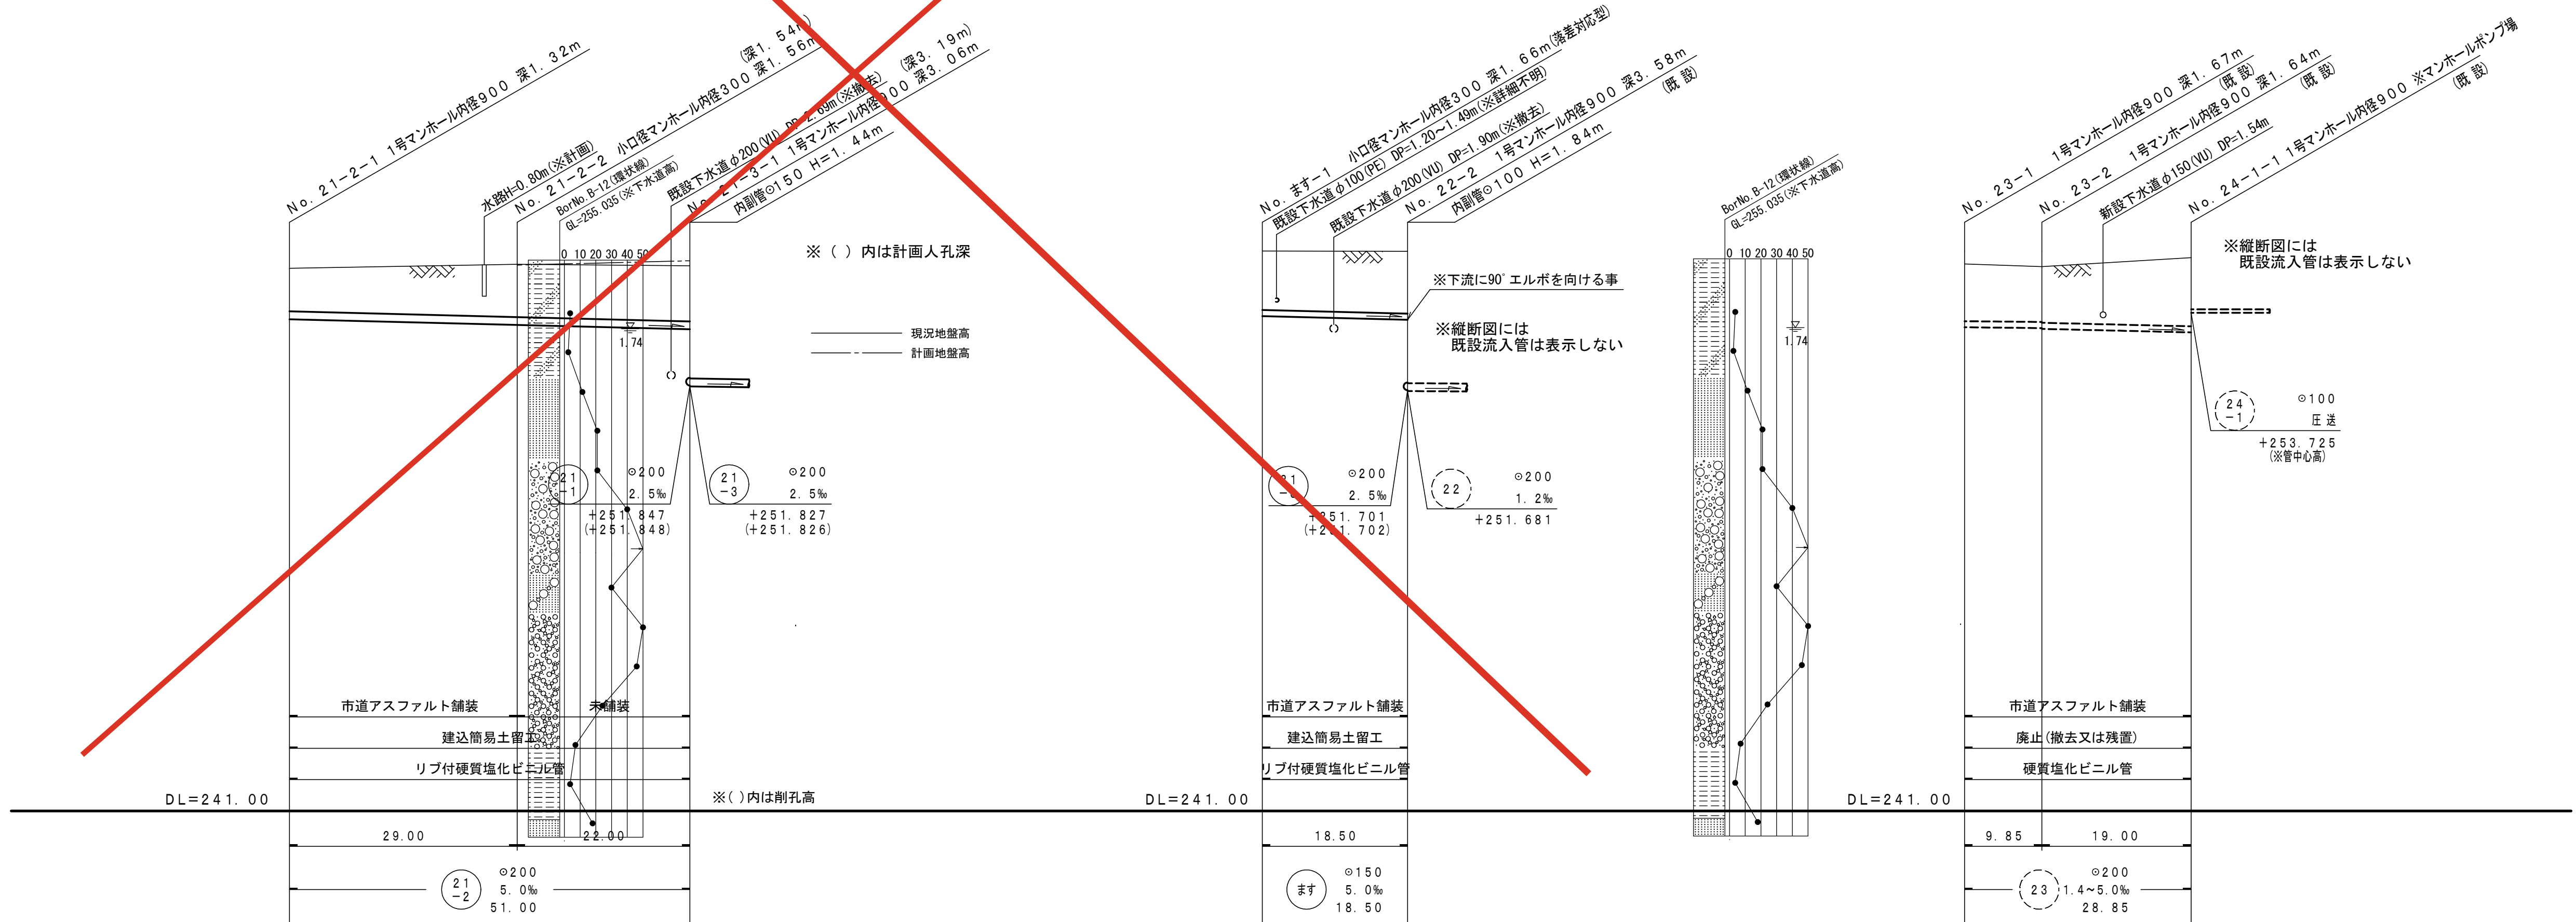 No. 21-2-1 1号マンホール内径900 深1. 32m
水路H=0.80m(※計画)
(深1. 54m)
No. 21-2-2 小口径マンホール内径300 深1. 56m
BorNo. B-12(環状線)
GL=255. 035(※下水道高)
既設下水道φ200(VU) DP=2.69m(※撤去)
(深3. 19m)
No. 21-3-1 1号マンホール内径900 深3. 06m
内副管⊙150 H=1. 44m
0 10 20 30 40 50
1.74
※ ( ) 内は計画人孔深
現況地盤高
計画地盤高
21
-1
⊙200
2. 5‰
+251. 847
(+251. 848)
21
-3
⊙200
2. 5‰
+251. 827
(+251. 826)
市道アスファルト舗装
未舗装
建込簡易土留工
リブ付硬質塩化ビニル管
DL=241. 00
※( )内は削孔高
29.00
22.00
21
-2
⊙200
5. 0‰
51.00
No. ます-1 小口径マンホール内径300 深1. 66m(落差対応型)
既設下水道φ100(PE) DP=1.20~1.49m(※詳細不明)
既設下水道φ200(VU) DP=1.90m(※撤去)
No. 22-2 1号マンホール内径900 深3. 58m
(既 設)
内副管⊙100 H=1. 84m
※下流に90°エルボを向ける事
※縦断図には
既設流入管は表示しない
⊙200
2. 5‰
+251. 701
(+251. 702)
22
⊙200
1. 2‰
+251. 681
市道アスファルト舗装
建込簡易土留工
リブ付硬質塩化ビニル管
DL=241. 00
18.50
ます
⊙150
5. 0‰
18.50
BorNo. B-12(環状線)
GL=255. 035(※下水道高)
0 10 20 30 40 50
1.74
No. 23-1 1号マンホール内径900 深1. 67m
(既 設)
No. 23-2 1号マンホール内径900 深1. 64m
(既 設)
新設下水道φ150(VU) DP=1.54m
No. 24-1-1 1号マンホール内径900 ※マンホールポンプ場
(既 設)
※縦断図には
既設流入管は表示しない
24
-1
⊙100
圧 送
+253. 725
(※管中心高)
市道アスファルト舗装
廃止(撤去又は残置)
硬質塩化ビニル管
DL=241. 00
9. 85
19.00
23
⊙200
1.4~5.0‰
28.85